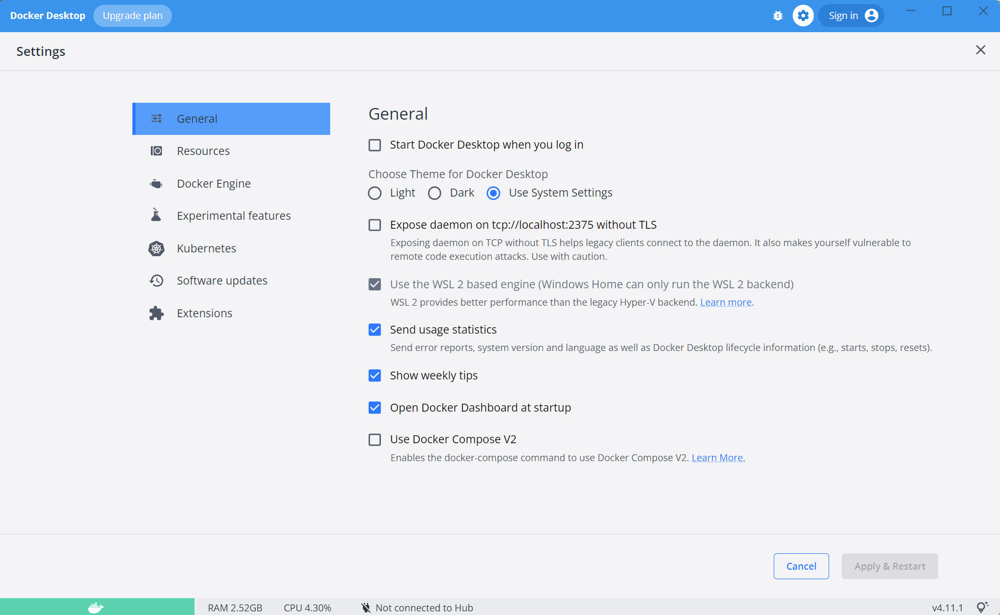 Docker Desktop
Upgrade plan
Sign in
Settings
General
Resources
Docker Engine
Experimental features
Kubernetes
Software updates
Extensions
General
Start Docker Desktop when you log in
Choose Theme for Docker Desktop
Light Dark Use System Settings
Expose daemon on tcp://localhost:2375 without TLS
Exposing daemon on TCP without TLS helps legacy clients connect to the daemon. It also makes yourself vulnerable to
remote code execution attacks. Use with caution.
Use the WSL 2 based engine (Windows Home can only run the WSL 2 backend)
WSL 2 provides better performance than the legacy Hyper-V backend. Learn more.
Send usage statistics
Send error reports, system version and language as well as Docker Desktop lifecycle information (e.g., starts, stops, resets).
Show weekly tips
Open Docker Dashboard at startup
Use Docker Compose V2
Enables the docker-compose command to use Docker Compose V2. Learn More.
Cancel
Apply & Restart
RAM 2.52GB CPU 4.30% Not connected to Hub
v4.11.1